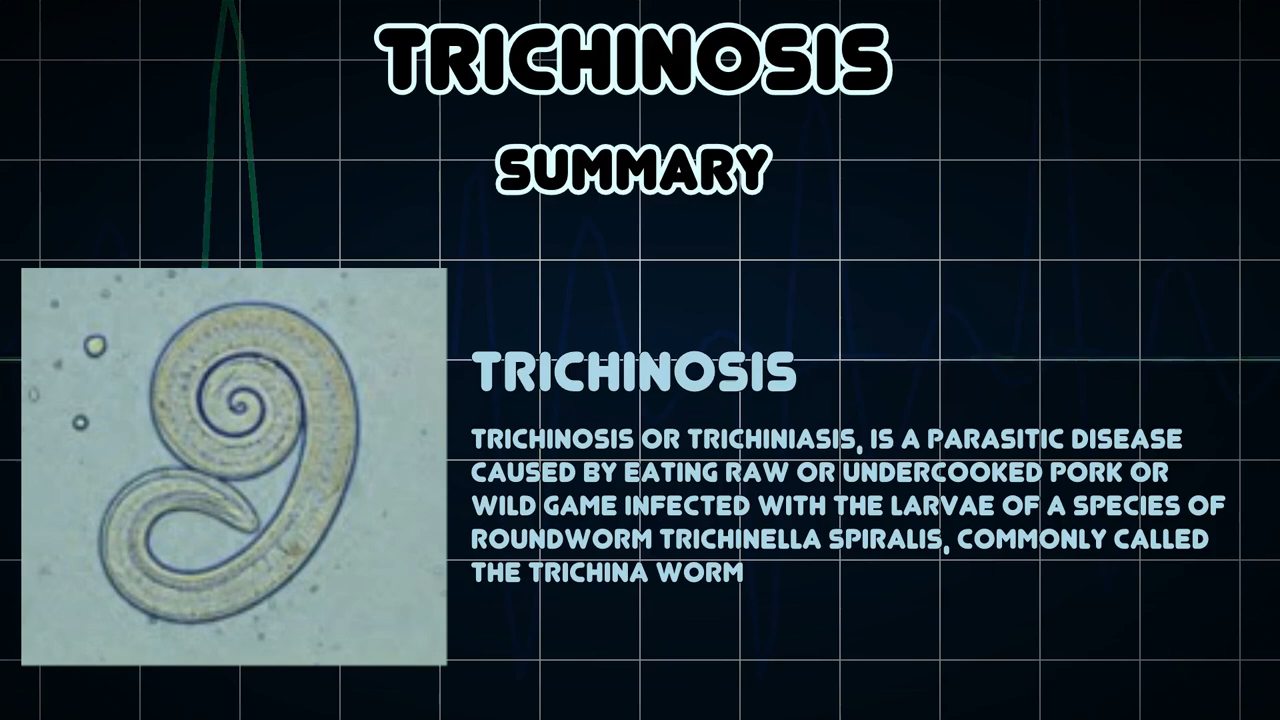 TRICHINOSIS
SUMMARY
TRICHINOSIS
TRICHINOSIS OR TRICHINIASIS, IS A PARASITIC DISEASE
CAUSED BY EATING RAW OR UNDERCOOKED PORK OR
WILD GAME INFECTED WITH THE LARVAE OF A SPECIES OF
ROUNDWORM TRICHINELLA SPIRALIS, COMMONLY CALLED
THE TRICHINA WORM